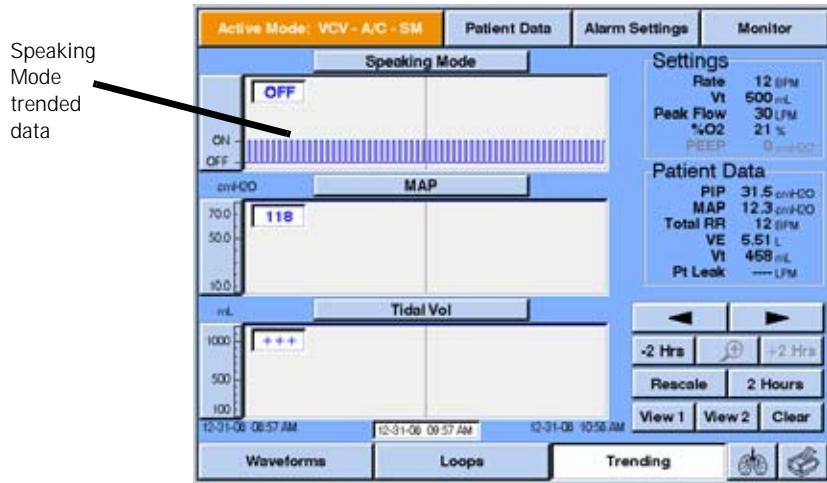 Speaking
Mode
trended
data
Active Mode: VCV - A/C - SM
Patient Data
Alarm Settings
Monitor
Speaking Mode
OFF
ON
OFF
cmH2O
MAP
70.0
118
50.0
10.0
mL
Tidal Vol
1000
+++
500
100
12-31-08 08:57 AM
12-31-08 09:57 AM
12-31-08 10:56 AM
Settings
Rate 12 BPM
Vt 500 mL
Peak Flow 30 LPM
%O2 21 %
PEEP 0 cmH2O
Patient Data
PIP 31.5 cmH2O
MAP 12.3 cmH2O
Total RR 12 BPM
VE 5.51 L
Vt 458 mL
Pt Leak ---- LPM
-2 Hrs
+2 Hrs
Rescale
2 Hours
View 1
View 2
Clear
Waveforms
Loops
Trending